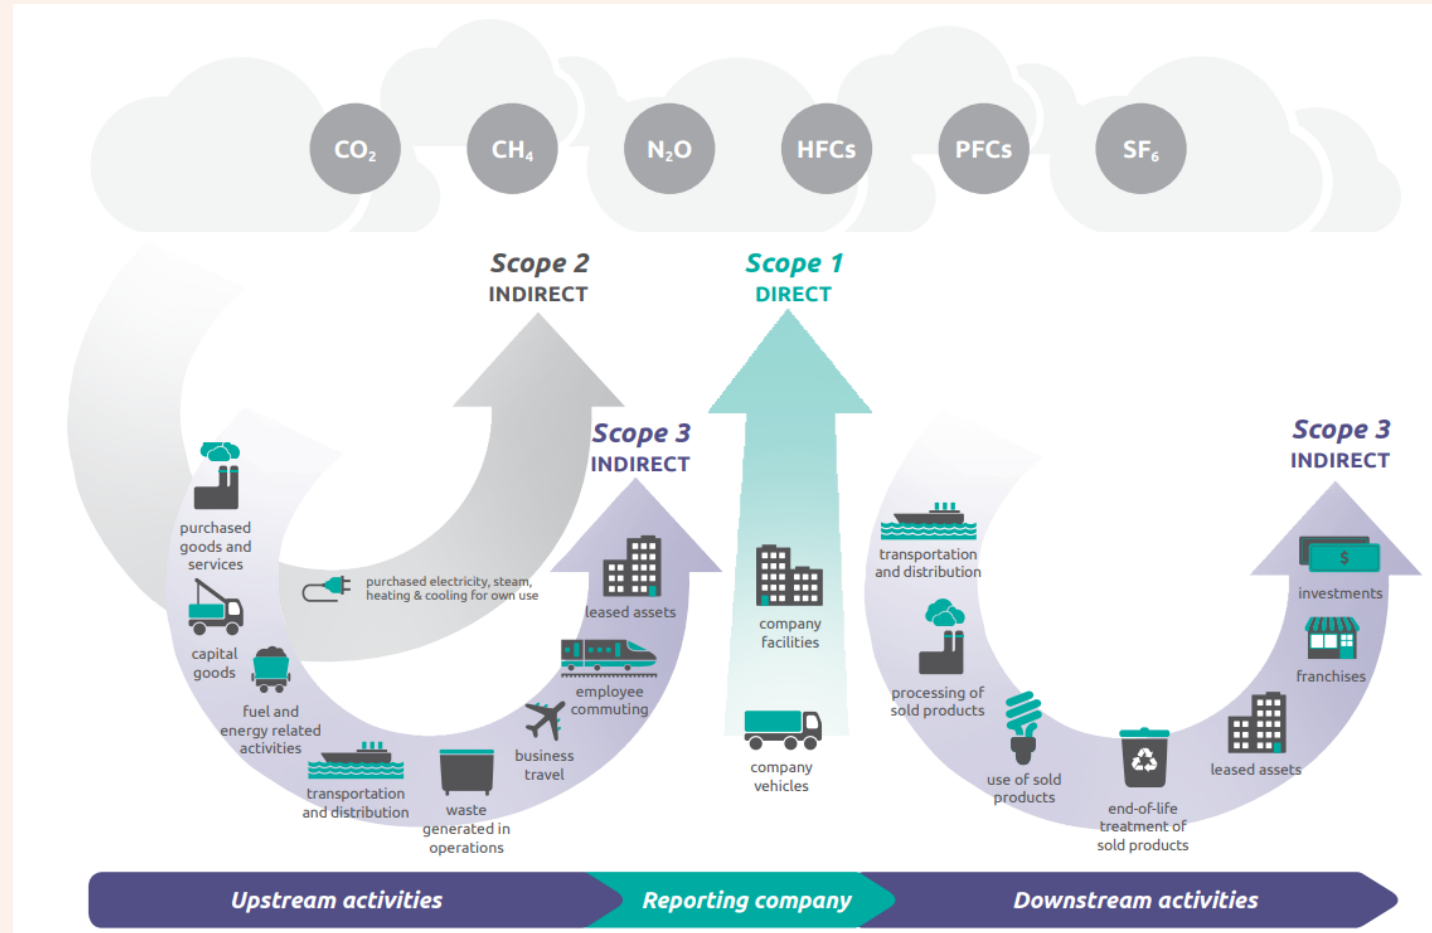 CO₂
CH₄
N₂O
HFCs
PFCs
SF₆
Scope 2
INDIRECT
Scope 1
DIRECT
Scope 3
INDIRECT
Scope 3
INDIRECT
purchased
goods and
services
capital
goods
fuel and
energy related
activities
transportation
and distribution
waste
generated in
operations
business
travel
employee
commuting
leased assets
purchased electricity, steam,
heating & cooling for own use
company
facilities
company
vehicles
transportation
and distribution
processing of
sold products
use of sold
products
end-of-life
treatment of
sold products
leased assets
franchises
$
investments
Upstream activities
Reporting company
Downstream activities